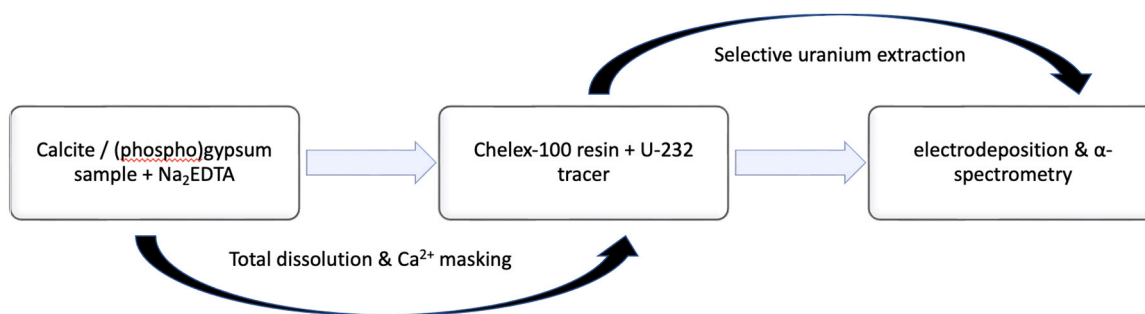 Selective uranium extraction
Calcite / (phospho)gypsum
sample + Na₂EDTA
Chelex-100 resin + U-232
tracer
electrodeposition & α-
spectrometry
Total dissolution & Ca²⁺ masking